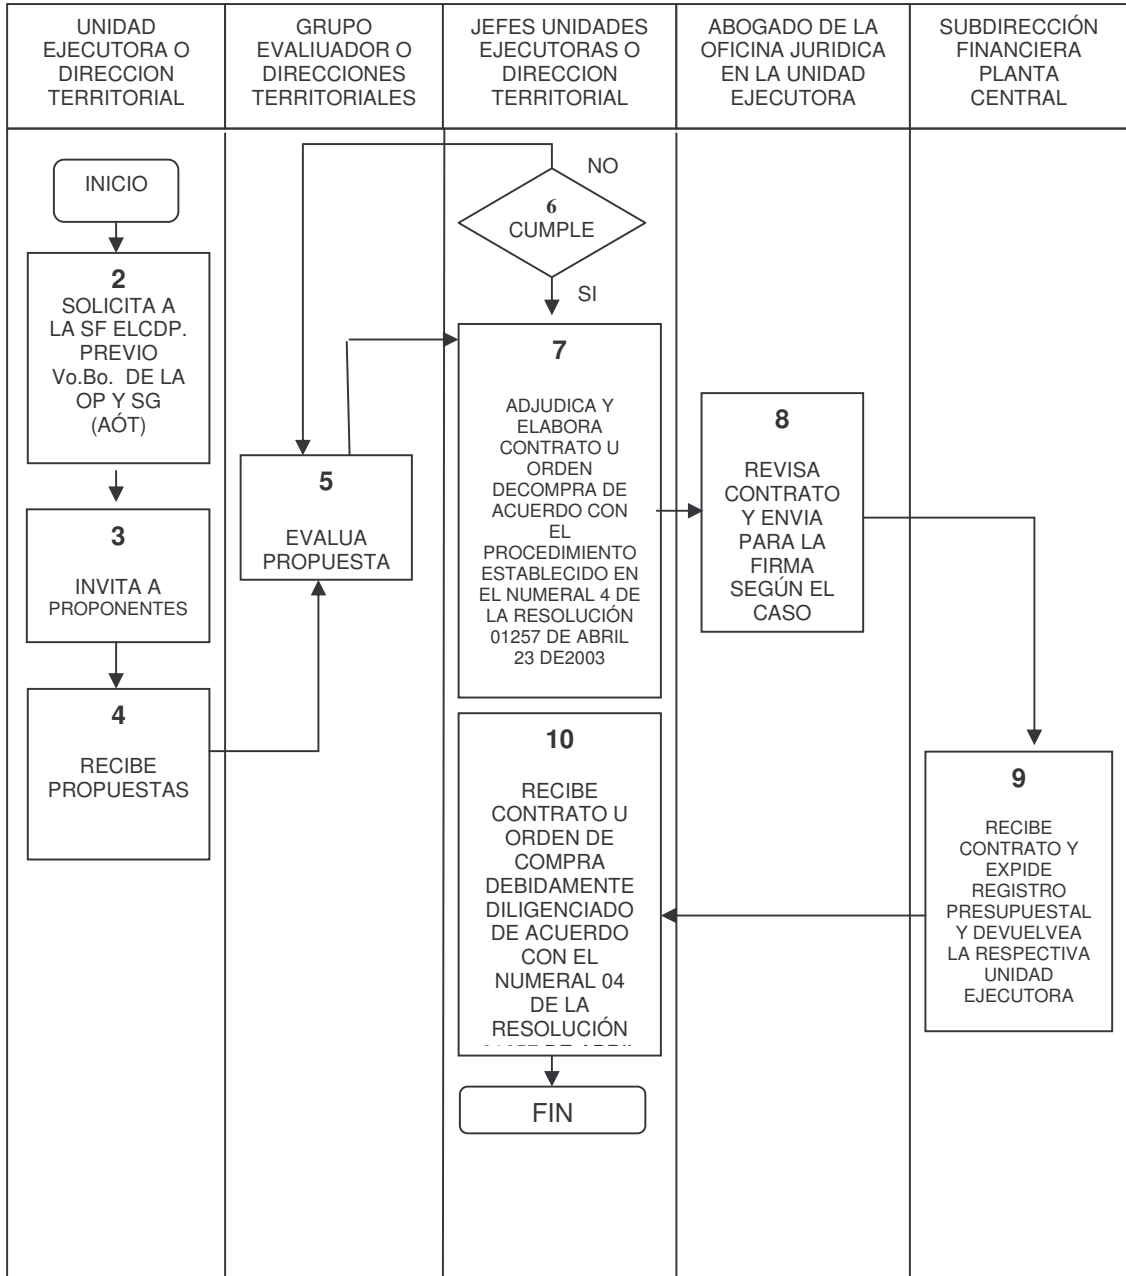 UNIDAD
EJECUTORA O
DIRECCION
TERRITORIAL
GRUPO
EVALIUADOR O
DIRECCIONES
TERRITORIALES
JEFES UNIDADES
EJECUTORAS O
DIRECCION
TERRITORIAL
ABOGADO DE LA
OFICINA JURIDICA
EN LA UNIDAD
EJECUTORA
SUBDIRECCIÓN
FINANCIERA
PLANTA
CENTRAL
INICIO
2
SOLICITA A
LA SF ELCDP.
PREVIO
Vo.Bo. DE LA
OP Y SG
(AÓT)
3
INVITA A
PROPONENTES
4
RECIBE
PROPUESTAS
5
EVALUA
PROPUESTA
NO
6
CUMPLE
SI
7
ADJUDICA Y
ELABORA
CONTRATO U
ORDEN
DECOMPRA DE
ACUERDO CON
EL
PROCEDIMIENTO
ESTABLECIDO EN
EL NUMERAL 4 DE
LA RESOLUCIÓN
01257 DE ABRIL
23 DE2003
8
REVISA
CONTRATO
Y ENVIA
PARA LA
FIRMA
SEGÚN EL
CASO
9
RECIBE
CONTRATO Y
EXPIDE
REGISTRO
PRESUPUESTAL
Y DEVUELVEA
LA RESPECTIVA
UNIDAD
EJECUTORA
10
RECIBE
CONTRATO U
ORDEN DE
COMPRA
DEBIDAMENTE
DILIGENCIADO
DE ACUERDO
CON EL
NUMERAL 04
DE LA
RESOLUCIÓN
FIN